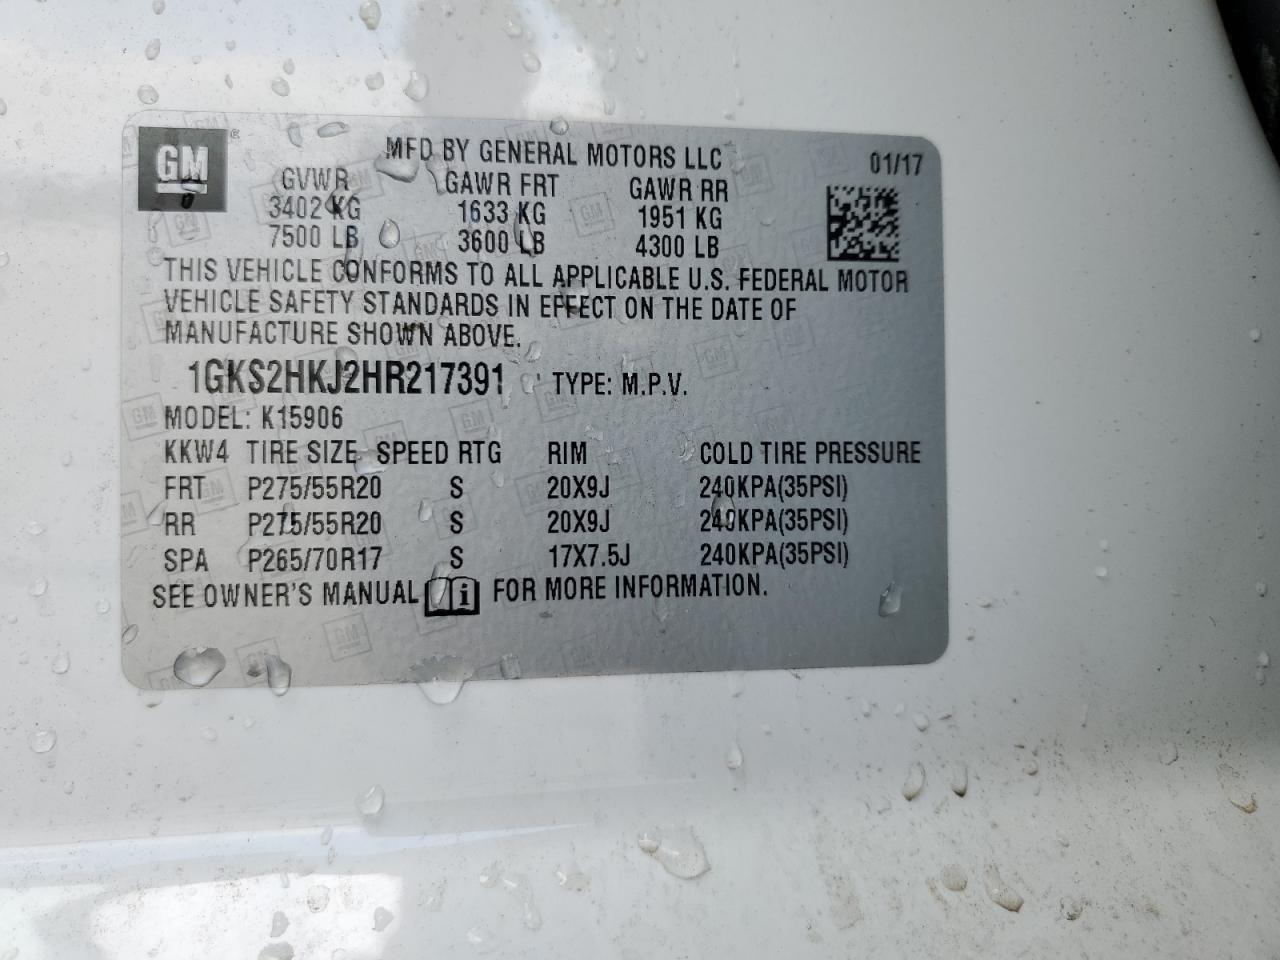 GM ®
MFD BY GENERAL MOTORS LLC 01/17
GVWR GAWR FRT GAWR RR
3402 KG 1633 KG 1951 KG
7500 LB 3600 LB 4300 LB
THIS VEHICLE CONFORMS TO ALL APPLICABLE U.S. FEDERAL MOTOR
VEHICLE SAFETY STANDARDS IN EFFECT ON THE DATE OF
MANUFACTURE SHOWN ABOVE.
1GKS2HKJ2HR217391 TYPE: M.P.V.
MODEL: K15906
KKW4 TIRE SIZE SPEED RTG RIM COLD TIRE PRESSURE
FRT P275/55R20 S 20X9J 240KPA(35PSI)
RR P275/55R20 S 20X9J 240KPA(35PSI)
SPA P265/70R17 S 17X7.5J 240KPA(35PSI)
SEE OWNER'S MANUAL i FOR MORE INFORMATION.